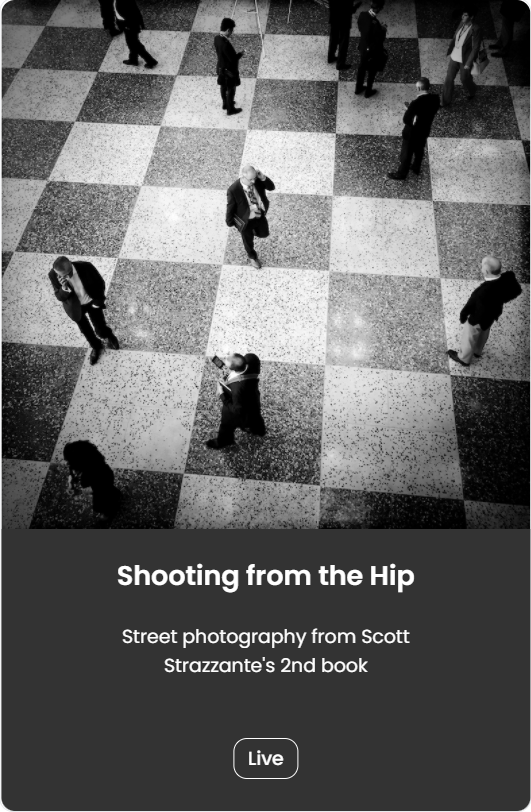 Shooting from the Hip
Street photography from Scott
Strazzante's 2nd book
Live